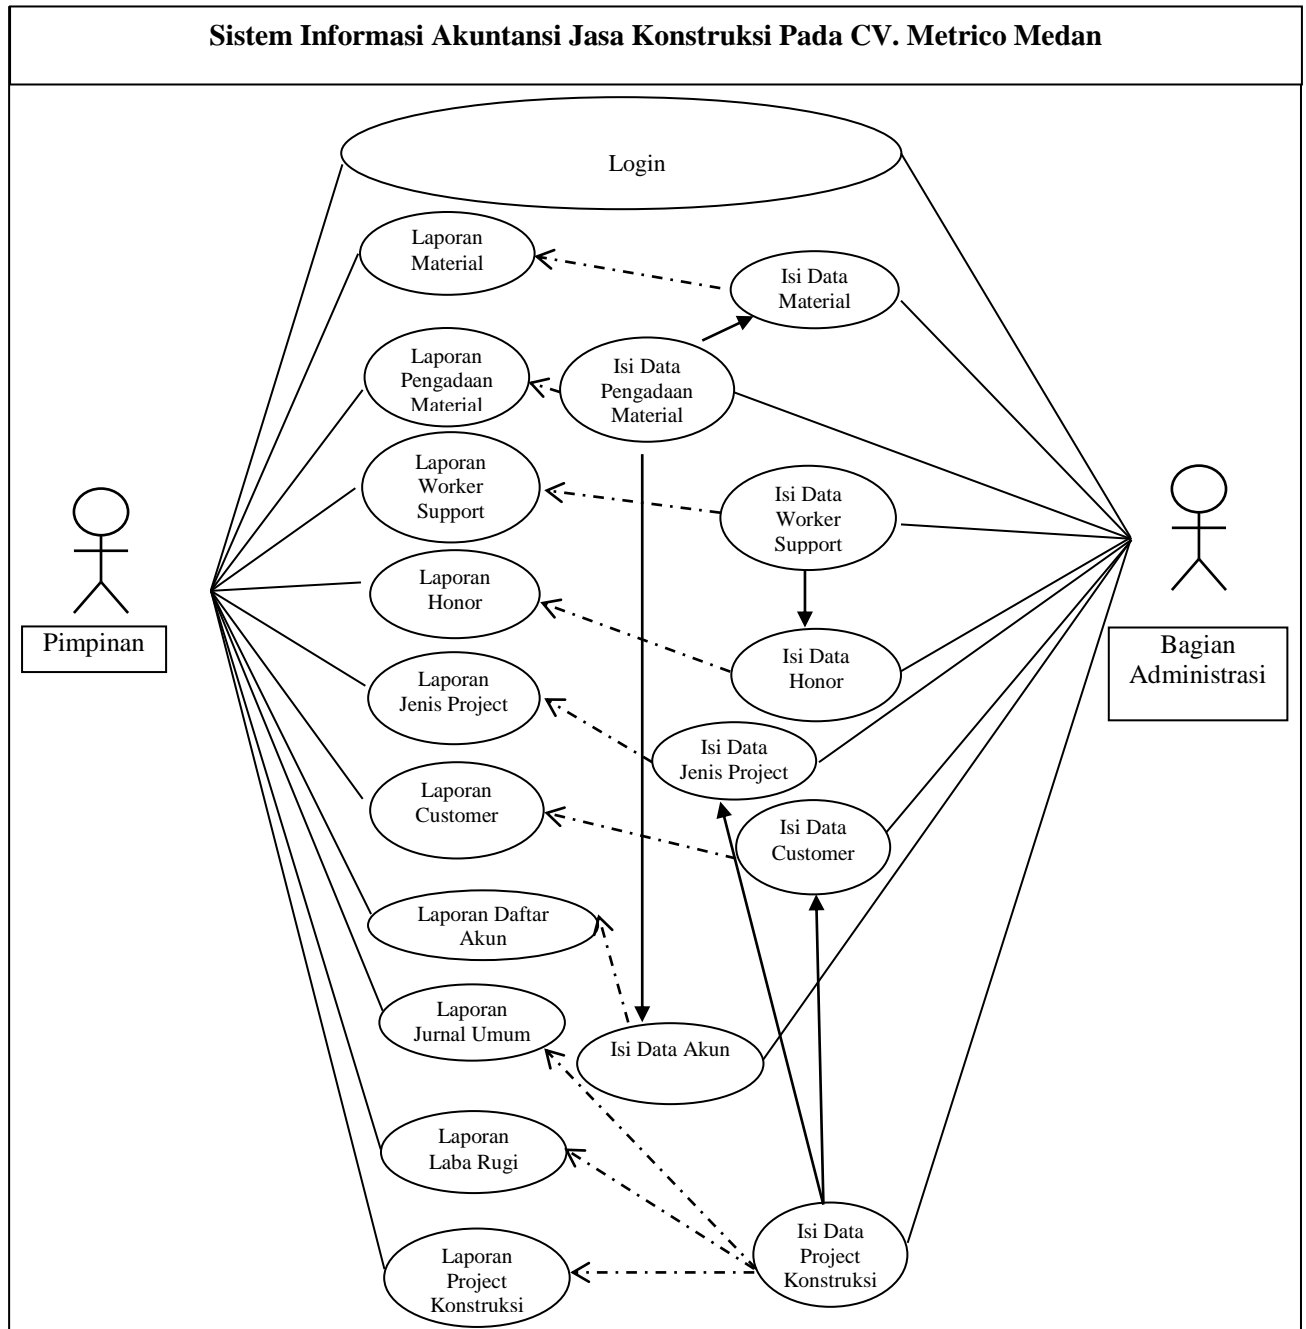 Sistem Informasi Akuntansi Jasa Konstruksi Pada CV. Metrico Medan
Login
Laporan
Material
Isi Data
Material
Laporan
Pengadaan
Material
Isi Data
Pengadaan
Material
Laporan
Worker
Support
Isi Data
Worker
Support
Laporan
Honor
Isi Data
Honor
Pimpinan
Bagian
Administrasi
Laporan
Jenis Project
Isi Data
Jenis Project
Laporan
Customer
Isi Data
Customer
Laporan Daftar
Akun
Laporan
Jurnal Umum
Isi Data Akun
Laporan
Laba Rugi
Isi Data
Project
Konstruksi
Laporan
Project
Konstruksi